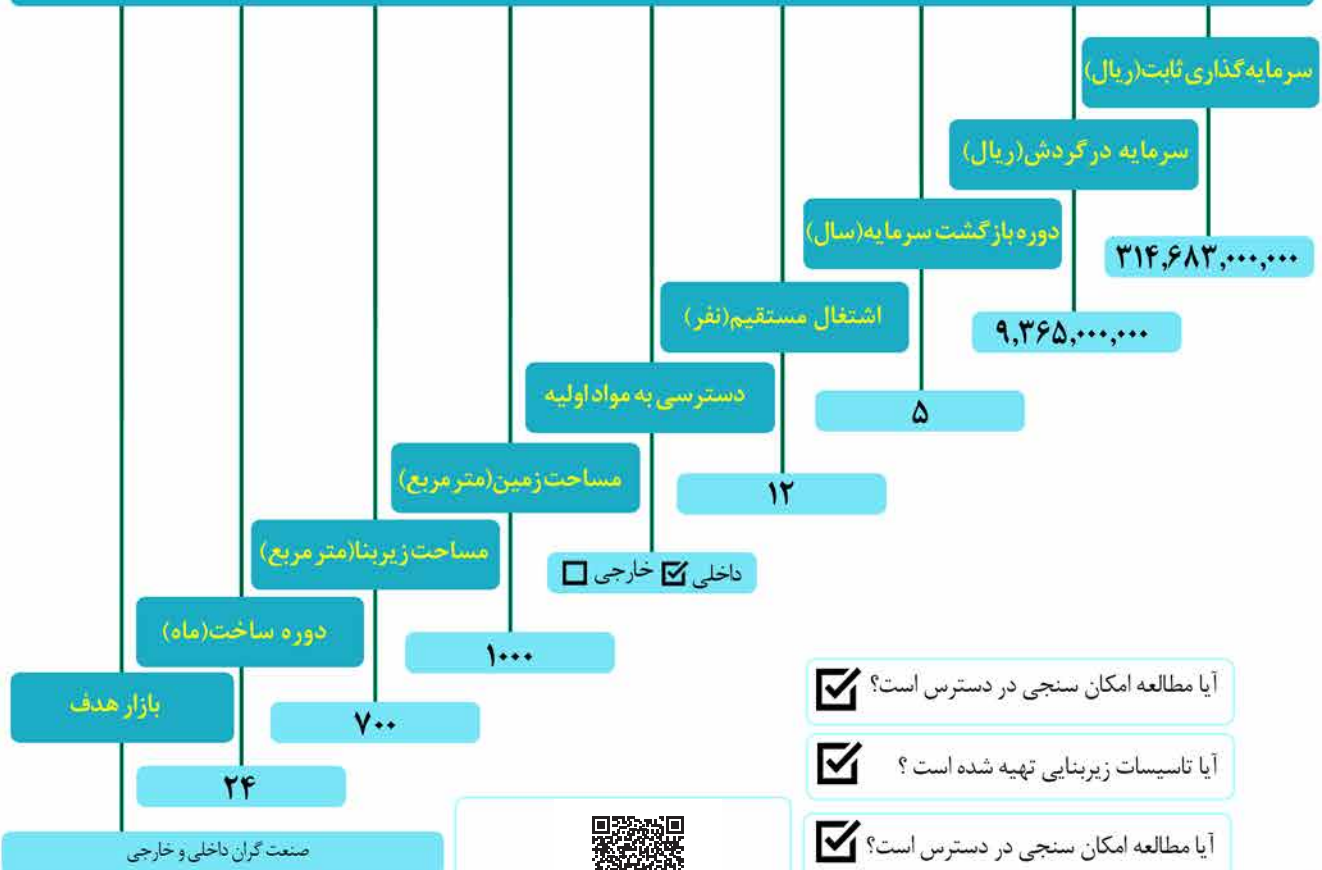 سرمایه‌گذاری ثابت(ریال)
۳۱۴,۶۸۳,۰۰۰,۰۰۰
سرمایه در گردش(ریال)
۹,۳۶۵,۰۰۰,۰۰۰
دوره بازگشت سرمایه(سال)
۵
اشتغال مستقیم(نفر)
۱۲
دسترسی به مواد اولیه
داخلی ☑ خارجی ☐
مساحت زمین(متر مربع)
۱۰۰۰
مساحت زیربنا(متر مربع)
۷۰۰
دوره ساخت(ماه)
۲۴
بازار هدف
صنعت گران داخلی و خارجی
آیا مطالعه امکان سنجی در دسترس است؟ ☑
آیا تاسیسات زیربنایی تهیه شده است ؟ ☑
آیا مطالعه امکان سنجی در دسترس است؟ ☑